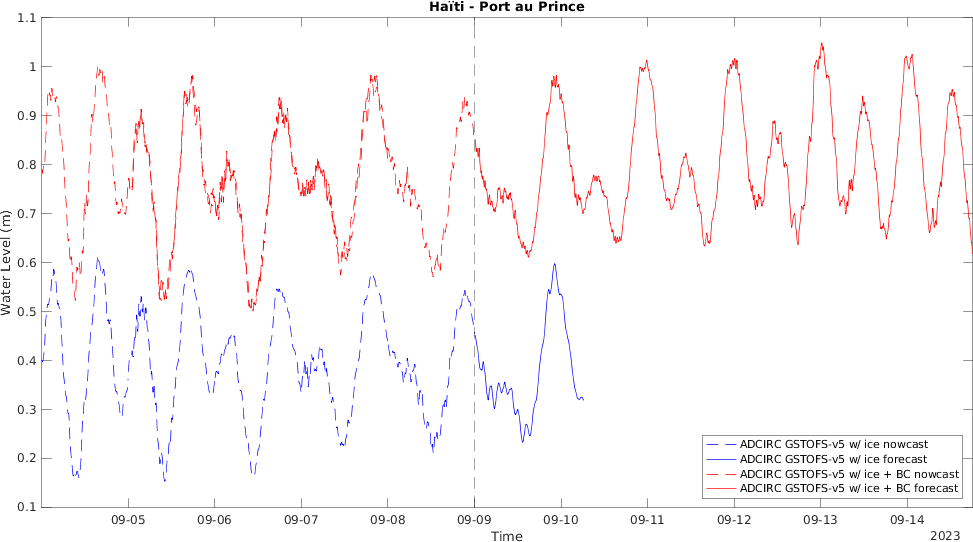 Haïti - Port au Prince
1.1
1
0.9
0.8
0.7
0.6
0.5
0.4
0.3
0.2
0.1
Water Level (m)
09-05 09-06 09-07 09-08 09-09 09-10 09-11 09-12 09-13 09-14
Time
2023
ADCIRC GSTOFS-v5 w/ ice nowcast
ADCIRC GSTOFS-v5 w/ ice forecast
ADCIRC GSTOFS-v5 w/ ice + BC nowcast
ADCIRC GSTOFS-v5 w/ ice + BC forecast